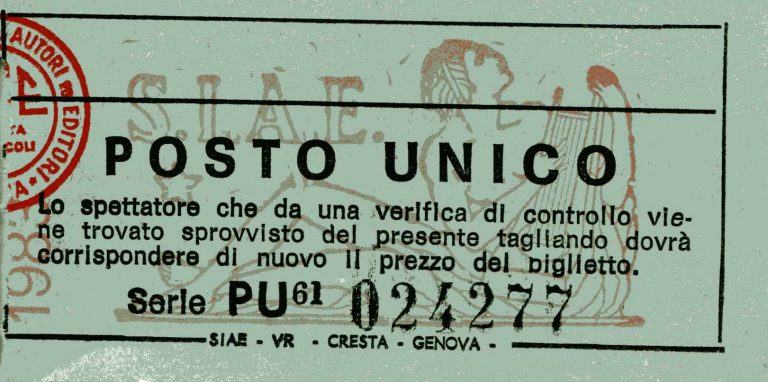 AUTORI ED EDITORI
S.I.A.E.
POSTO UNICO
Lo spettatore che da una verifica di controllo vie-
ne trovato sprovvisto del presente tagliando dovrà
corrispondere di nuovo il prezzo del biglietto.
Serie PU61 024277
SIAE - VR - CRESTA - GENOVA -